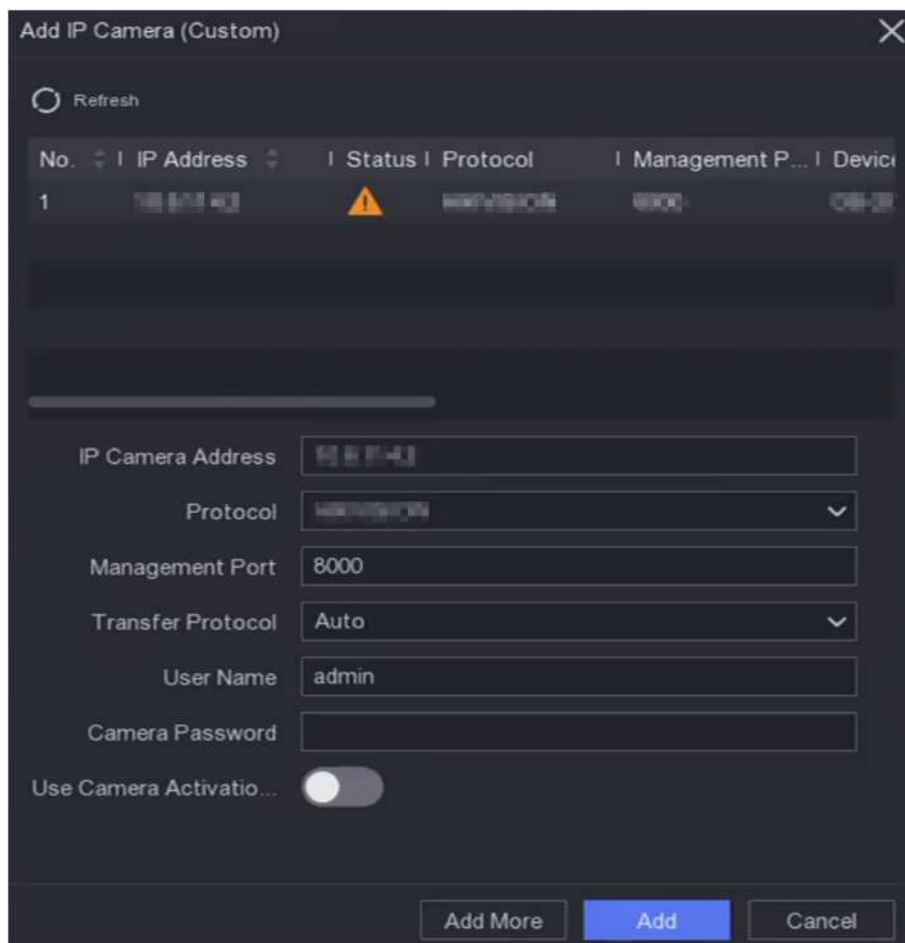 Add IP Camera (Custom)
Refresh
No. IP Address Status Protocol Management P... Device
1
IP Camera Address
Protocol
Management Port 8000
Transfer Protocol Auto
User Name admin
Camera Password
Use Camera Activatio...
Add More Add Cancel